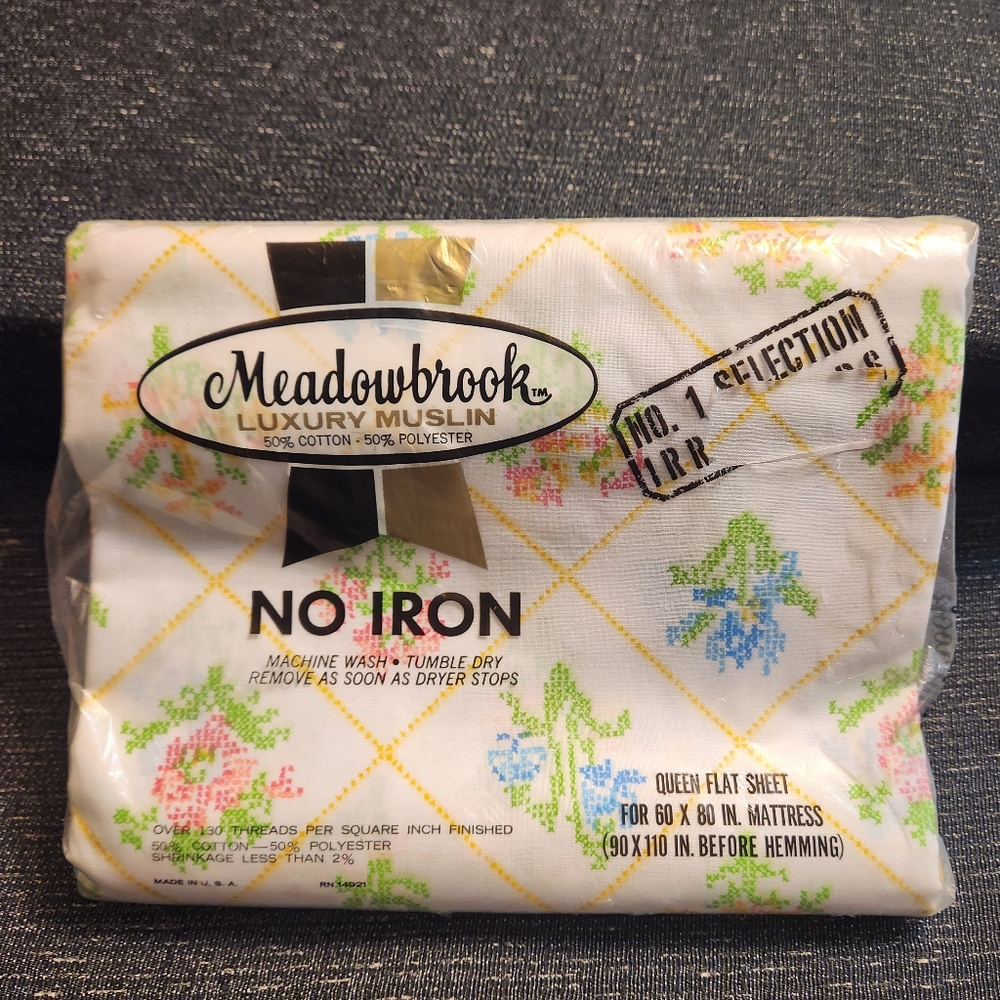 Meadowbrook™
LUXURY MUSLIN
50% COTTON - 50% POLYESTER
NO. 1 SELECTION
IRR
NO IRON
MACHINE WASH • TUMBLE DRY
REMOVE AS SOON AS DRYER STOPS
QUEEN FLAT SHEET
FOR 60 X 80 IN. MATTRESS
(90 X 110 IN. BEFORE HEMMING)
OVER 130 THREADS PER SQUARE INCH FINISHED
50% COTTON—50% POLYESTER
SHRINKAGE LESS THAN 2%
MADE IN U. S. A. RN 14921